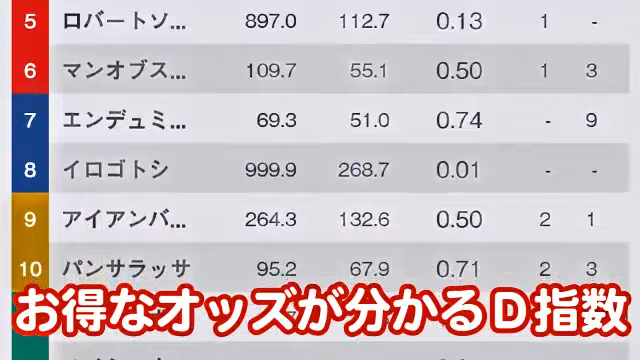 5 ロバートソ... 897.0 112.7 0.13 1 -
6 マンオブス... 109.7 55.1 0.50 1 3
7 エンデュミ... 69.3 51.0 0.74 - 9
8 イロゴトシ 999.9 268.7 0.01 - -
9 アイアンバ... 264.3 132.6 0.50 2 1
10 パンサラッサ 95.2 67.9 0.71 2 3
お得なオッズが分かるD指数